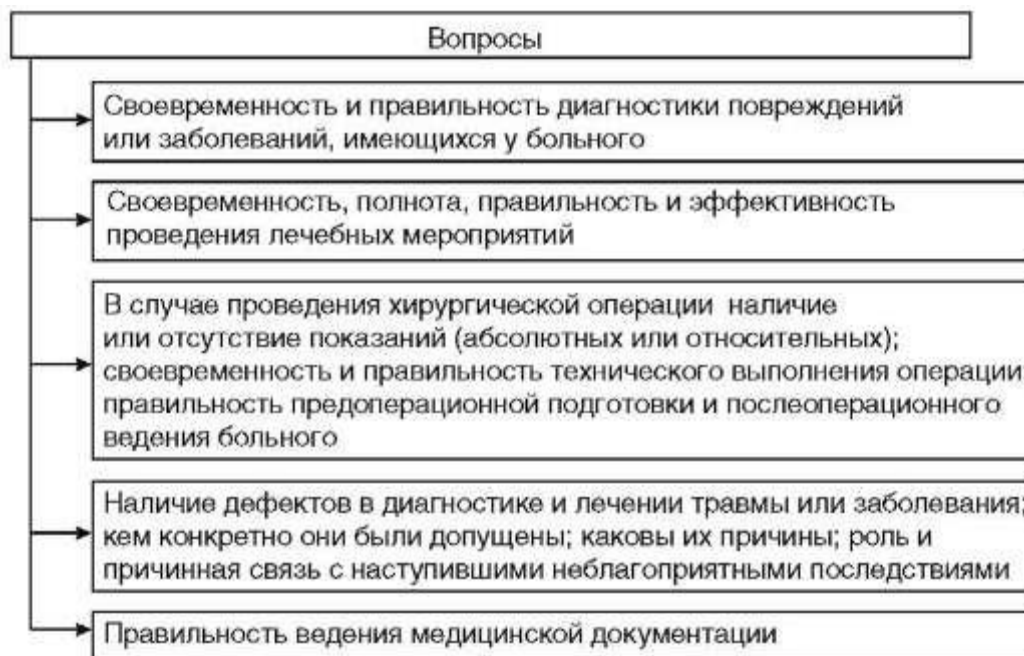 Вопросы
Своевременность и правильность диагностики повреждений
или заболеваний, имеющихся у больного
Своевременность, полнота, правильность и эффективность
проведения лечебных мероприятий
В случае проведения хирургической операции наличие
или отсутствие показаний (абсолютных или относительных);
своевременность и правильность технического выполнения операции
правильность предоперационной подготовки и послеоперационного
ведения больного
Наличие дефектов в диагностике и лечении травмы или заболевания;
кем конкретно они были допущены; каковы их причины; роль и
причинная связь с наступившими неблагоприятными последствиями
Правильность ведения медицинской документации